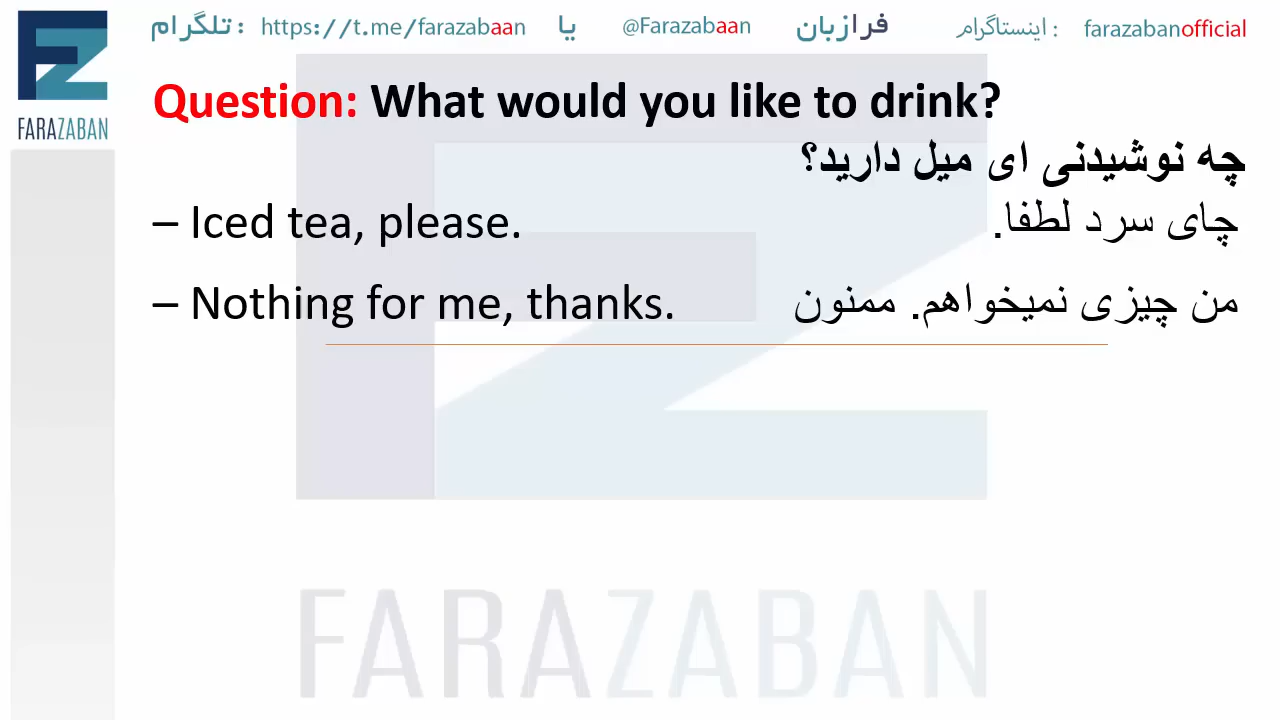 تلگرام : https://t.me/farazabaan یا @Farazabaan فرازبان اینستاگرام : farazabanofficial
FZ
FARAZABAN
Question: What would you like to drink?
چه نوشیدنی ای میل دارید؟
– Iced tea, please. چای سرد لطفا.
– Nothing for me, thanks. من چیزی نمیخواهم. ممنون
FARAZABAN